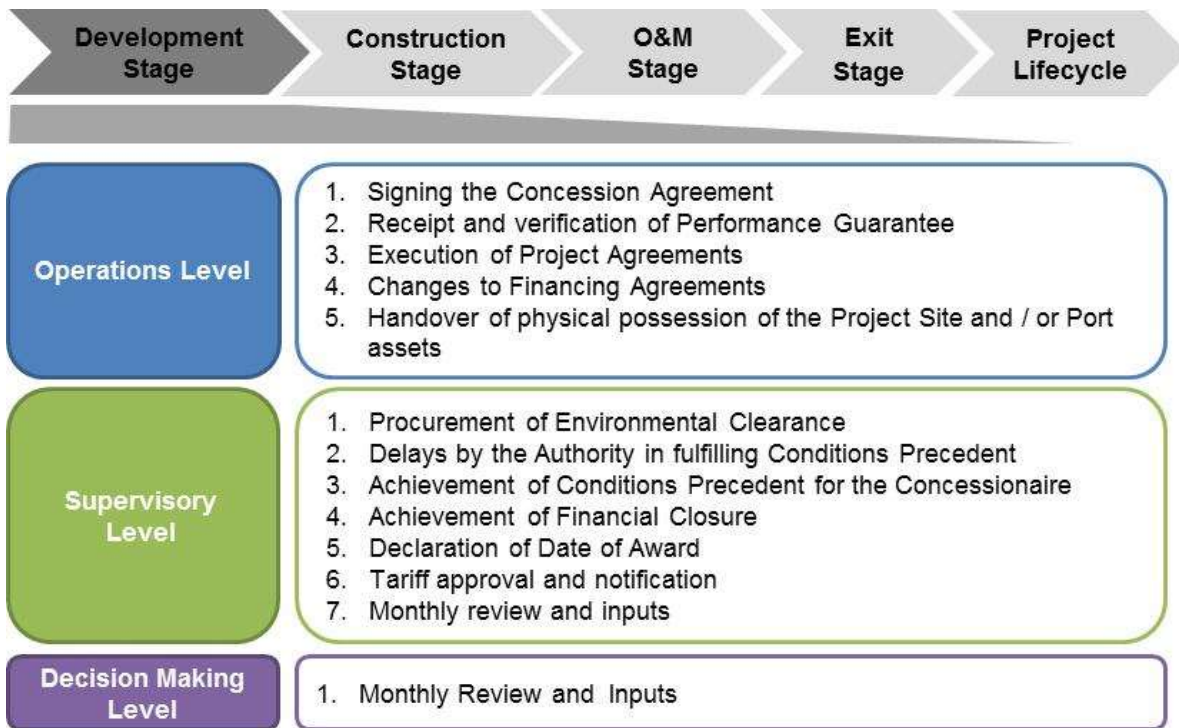 Development
Stage
Construction
Stage
O&M
Stage
Exit
Stage
Project
Lifecycle
Operations Level
1. Signing the Concession Agreement
2. Receipt and verification of Performance Guarantee
3. Execution of Project Agreements
4. Changes to Financing Agreements
5. Handover of physical possession of the Project Site and / or Port
assets
Supervisory
Level
1. Procurement of Environmental Clearance
2. Delays by the Authority in fulfilling Conditions Precedent
3. Achievement of Conditions Precedent for the Concessionaire
4. Achievement of Financial Closure
5. Declaration of Date of Award
6. Tariff approval and notification
7. Monthly review and inputs
Decision Making
Level
1. Monthly Review and Inputs